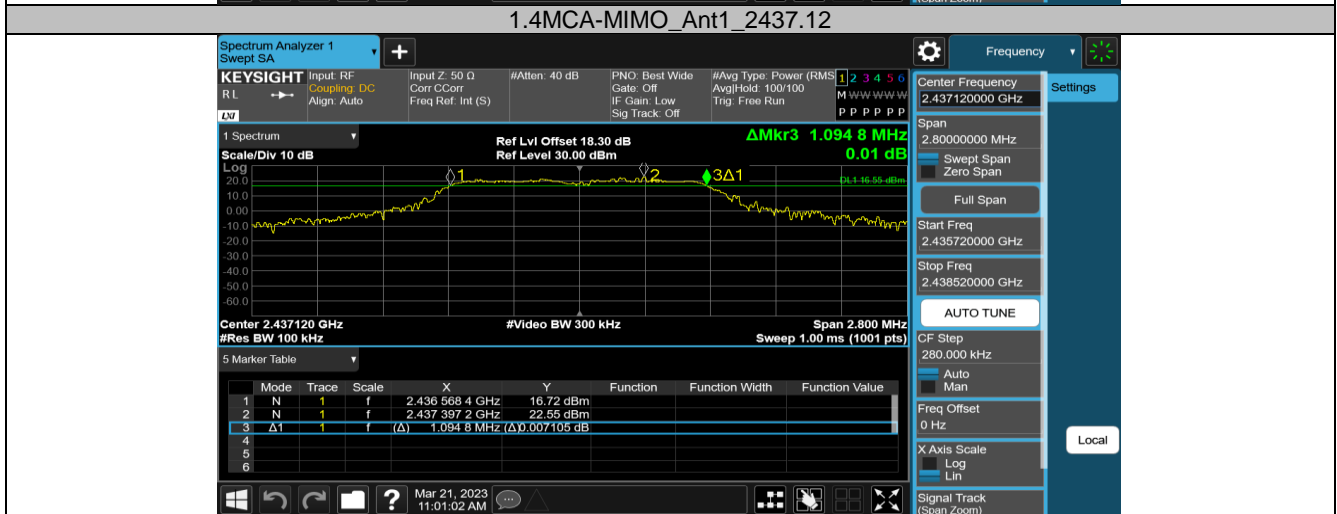 (Span Zoom)
1.4MCA-MIMO_Ant1_2437.12
Spectrum Analyzer 1
Swept SA
+
Frequency
KEYSIGHT
R L
LXI
Input: RF
Coupling: DC
Align: Auto
Input Z: 50 Ω
Corr CCorr
Freq Ref: Int (S)
#Atten: 40 dB
PNO: Best Wide
Gate: Off
IF Gain: Low
Sig Track: Off
#Avg Type: Power (RMS
Avg|Hold: 100/100
Trig: Free Run
1 2 3 4 5 6
M W W W W W
P P P P P P
1 Spectrum
Scale/Div 10 dB
Ref Lvl Offset 18.30 dB
Ref Level 30.00 dBm
ΔMkr3 1.094 8 MHz
0.01 dB
Log
20.0
10.0
0.00
-10.0
-20.0
-30.0
-40.0
-50.0
-60.0
1
2
3Δ1
DL1 16.55 dBm
Center 2.437120 GHz
#Res BW 100 kHz
#Video BW 300 kHz
Span 2.800 MHz
Sweep 1.00 ms (1001 pts)
5 Marker Table
Mode Trace Scale X Y Function Function Width Function Value
1 N 1 f 2.436 568 4 GHz 16.72 dBm
2 N 1 f 2.437 397 2 GHz 22.55 dBm
3 Δ1 1 f (Δ) 1.094 8 MHz (Δ)0.007105 dB
4
5
6
?
Mar 21, 2023
11:01:02 AM
Center Frequency
2.437120000 GHz
Settings
Span
2.80000000 MHz
Swept Span
Zero Span
Full Span
Start Freq
2.435720000 GHz
Stop Freq
2.438520000 GHz
AUTO TUNE
CF Step
280.000 kHz
Auto
Man
Freq Offset
0 Hz
X Axis Scale
Log
Lin
Local
Signal Track
(Span Zoom)